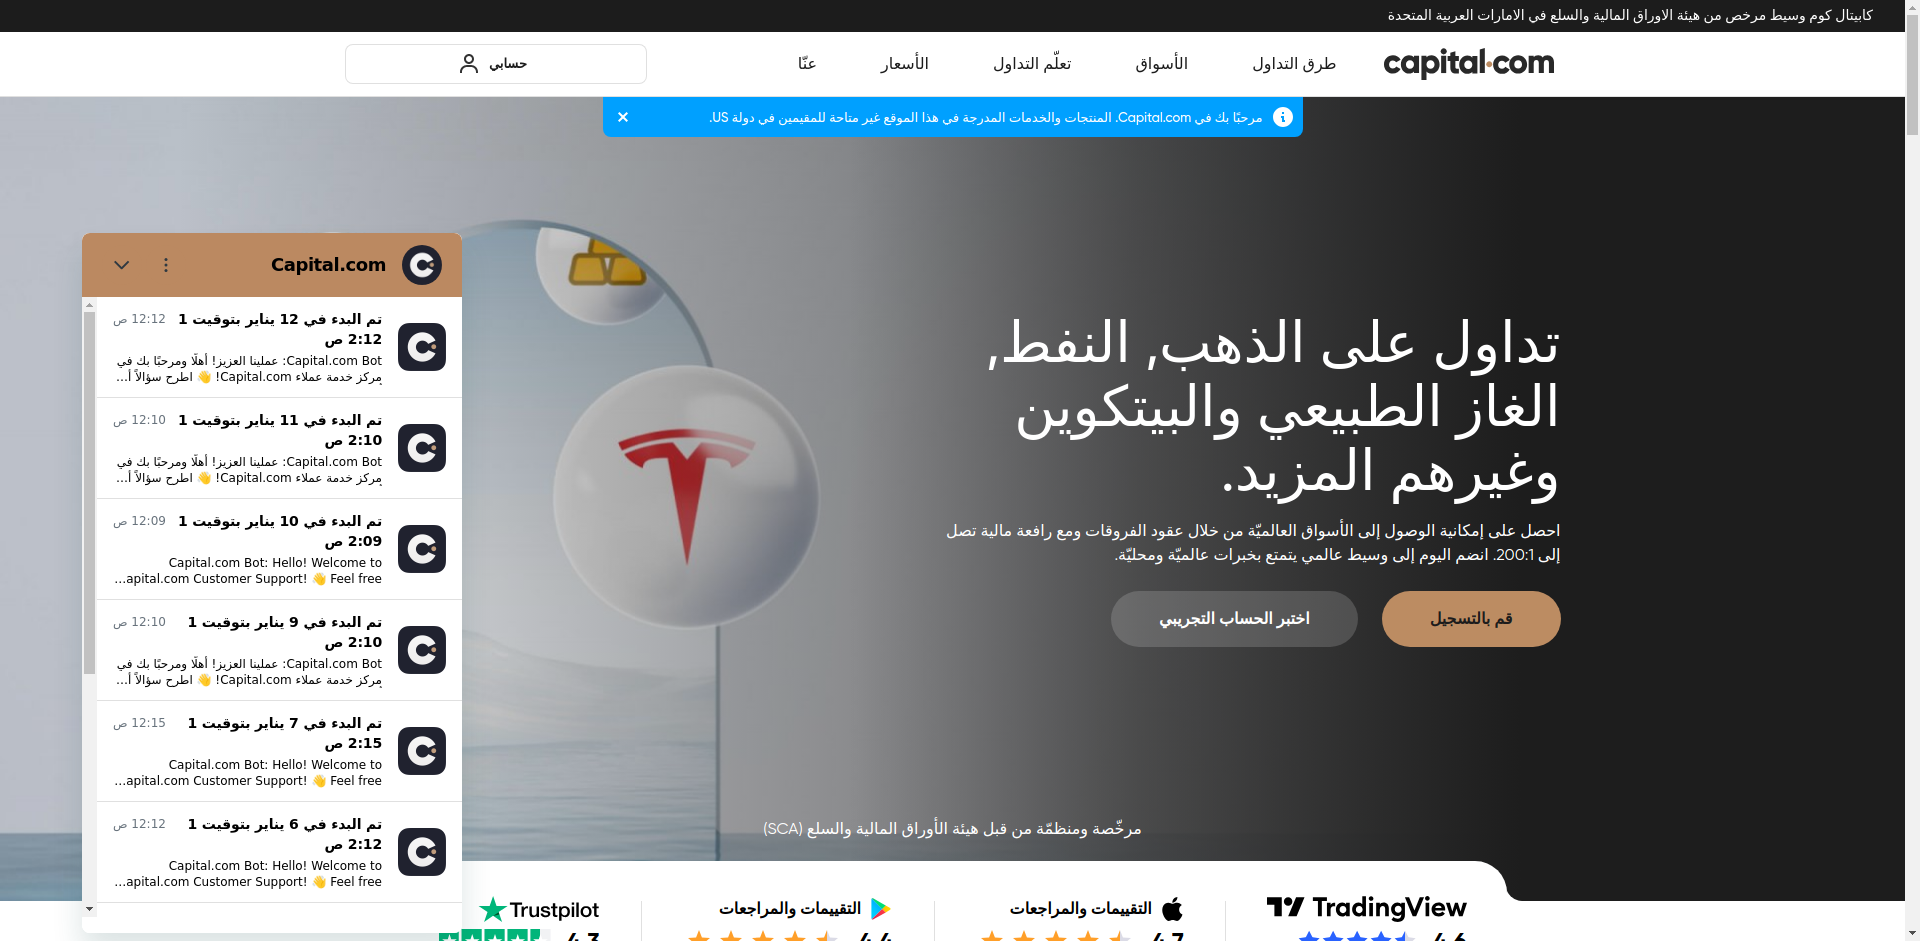 كابيتال كوم وسيط مرخص من هيئة الاوراق المالية والسلع في الامارات العربية المتحدة
capital.com
طرق التداول
الأسواق
تعلّم التداول
الأسعار
عنّا
حسابي
مرحبًا بك في Capital.com. المنتجات والخدمات المدرجة في هذا الموقع غير متاحة للمقيمين في دولة US.
تداول على الذهب, النفط,
الغاز الطبيعي والبيتكوين
وغيرهم المزيد.
احصل على إمكانية الوصول إلى الأسواق العالميّة من خلال عقود الفروقات ومع رافعة مالية تصل
إلى 200:1. انضم اليوم إلى وسيط عالمي يتمتع بخبرات عالميّة ومحليّة.
قم بالتسجيل
اختبر الحساب التجريبي
مرخّصة ومنظمّة من قبل هيئة الأوراق المالية والسلع (SCA)
TradingView
4.6
التقييمات والمراجعات
4.7
التقييمات والمراجعات
4.4
Trustpilot
4.3
Capital.com
تم البدء في 12 يناير بتوقيت 1
2:12 ص
12:12 ص
Capital.com Bot: عملينا العزيز! أهلًا ومرحبًا بك في
مركز خدمة عملاء Capital.com! 👋 اطرح سؤالاً أ...
تم البدء في 11 يناير بتوقيت 1
2:10 ص
12:10 ص
Capital.com Bot: عملينا العزيز! أهلًا ومرحبًا بك في
مركز خدمة عملاء Capital.com! 👋 اطرح سؤالاً أ...
تم البدء في 10 يناير بتوقيت 1
2:09 ص
12:09 ص
Capital.com Bot: Hello! Welcome to
...apital.com Customer Support! 👋 Feel free
تم البدء في 9 يناير بتوقيت 1
2:10 ص
12:10 ص
Capital.com Bot: عملينا العزيز! أهلًا ومرحبًا بك في
مركز خدمة عملاء Capital.com! 👋 اطرح سؤالاً أ...
تم البدء في 7 يناير بتوقيت 1
2:15 ص
12:15 ص
Capital.com Bot: Hello! Welcome to
...apital.com Customer Support! 👋 Feel free
تم البدء في 6 يناير بتوقيت 1
2:12 ص
12:12 ص
Capital.com Bot: Hello! Welcome to
...apital.com Customer Support! 👋 Feel free